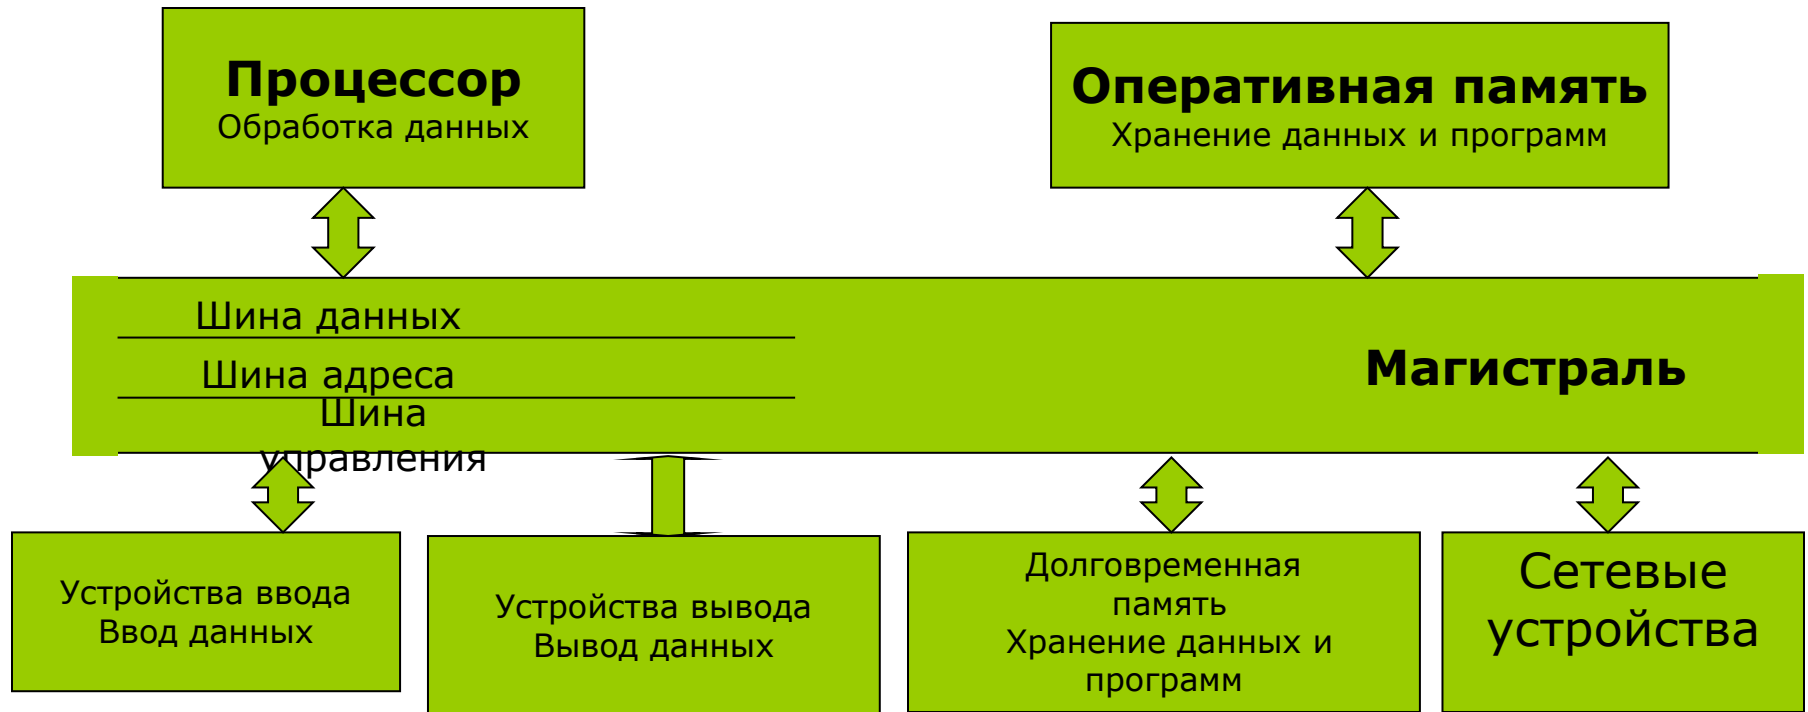 Процессор
Обработка данных
Оперативная память
Хранение данных и программ
Шина данных
Шина адреса
Шина
управления
Магистраль
Устройства ввода
Ввод данных
Устройства вывода
Вывод данных
Долговременная
память
Хранение данных и
программ
Сетевые
устройства